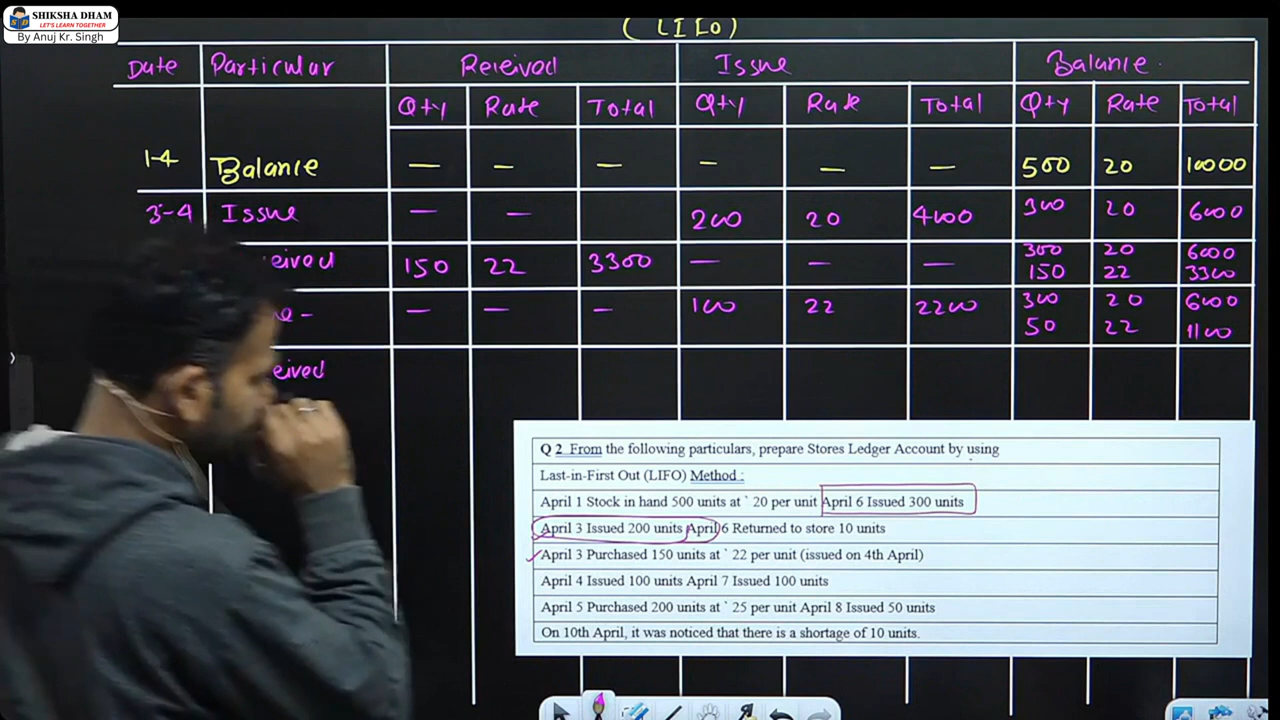 SHIKSHA DHAM
LET'S LEARN TOGETHER
By Anuj Kr. Singh
(LIFO)
Date Particular Received Issue Balance
Qty Rate Total Qty Rate Total Qty Rate Total
1-4 Balance — — — — — — 500 20 10000
3-4 Issue — — 200 20 4000 300 20 6000
eived 150 22 3300 — — — 300 20 6000
150 22 3300
— — — 100 22 2200 300 20 6000
50 22 1100
eived
Q 2 From the following particulars, prepare Stores Ledger Account by using
Last-in-First Out (LIFO) Method :
April 1 Stock in hand 500 units at ` 20 per unit April 6 Issued 300 units
April 3 Issued 200 units April 6 Returned to store 10 units
April 3 Purchased 150 units at ` 22 per unit (issued on 4th April)
April 4 Issued 100 units April 7 Issued 100 units
April 5 Purchased 200 units at ` 25 per unit April 8 Issued 50 units
On 10th April, it was noticed that there is a shortage of 10 units.